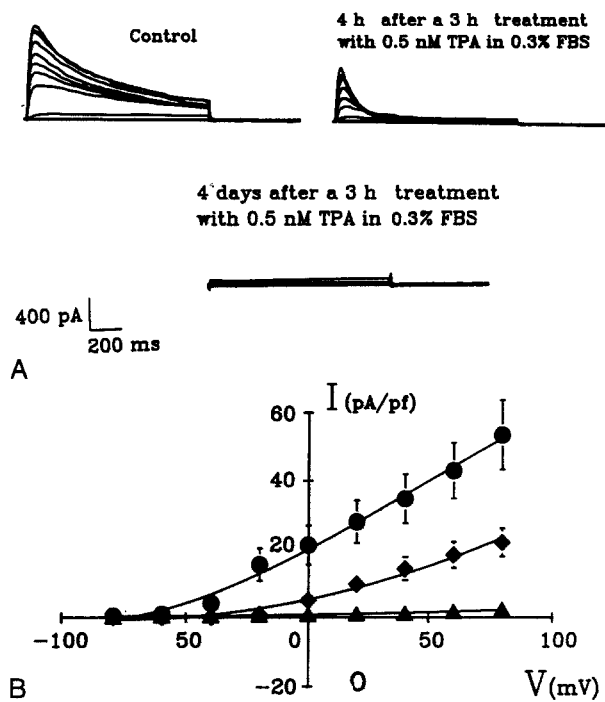 Control
4 h after a 3 h treatment
with 0.5 nM TPA in 0.3% FBS
4 days after a 3 h treatment
with 0.5 nM TPA in 0.3% FBS
400 pA
200 ms
A
I (pA/pf)
60
40
20
-100
-50
0
50
100
-20
O
V(mV)
B